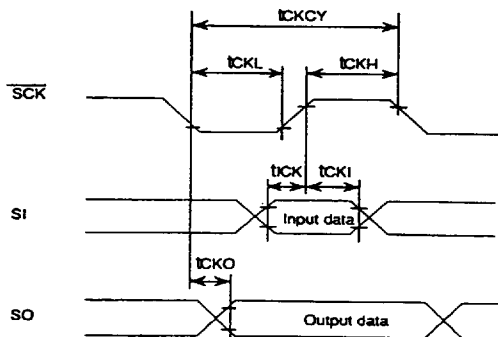 tCKCY
tCKL
tCKH
SCK
tICK
tCKI
SI
Input data
tCKO
SO
Output data